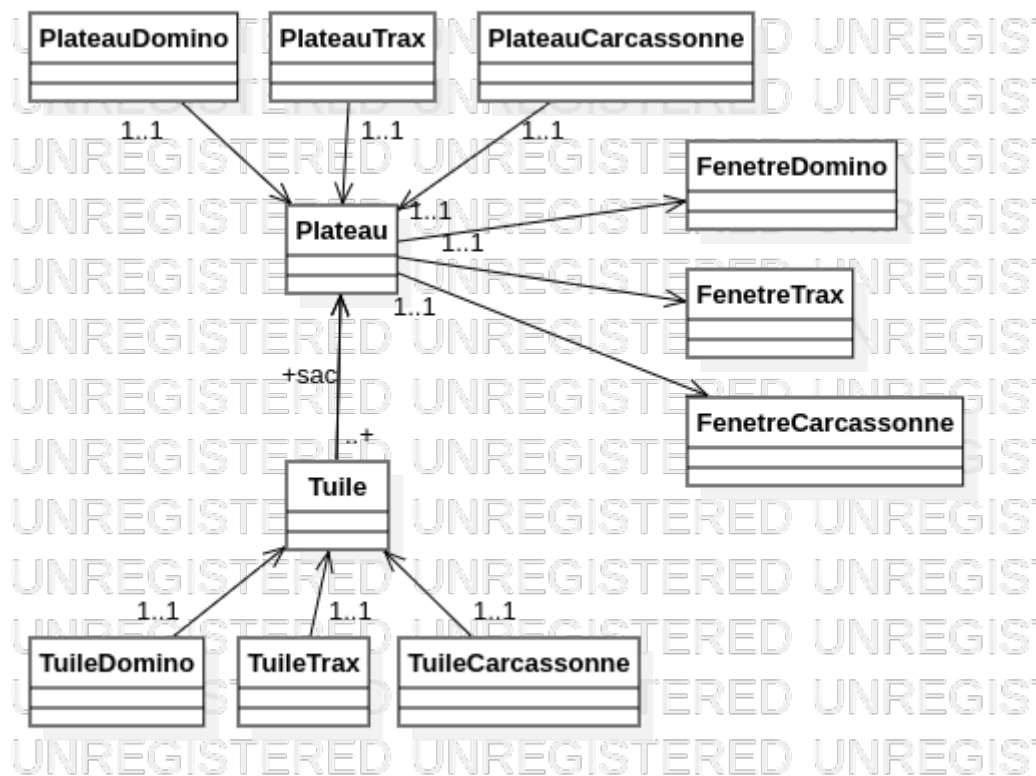 PlateauDomino
PlateauTrax
PlateauCarcassonne
1..1
1..1
1..1
FenetreDomino
Plateau
1..1
1..1
FenetreTrax
1..1
+sac
..+
FenetreCarcassonne
Tuile
1..1
1..1
1..1
TuileDomino
TuileTrax
TuileCarcassonne
UNREGISTERED